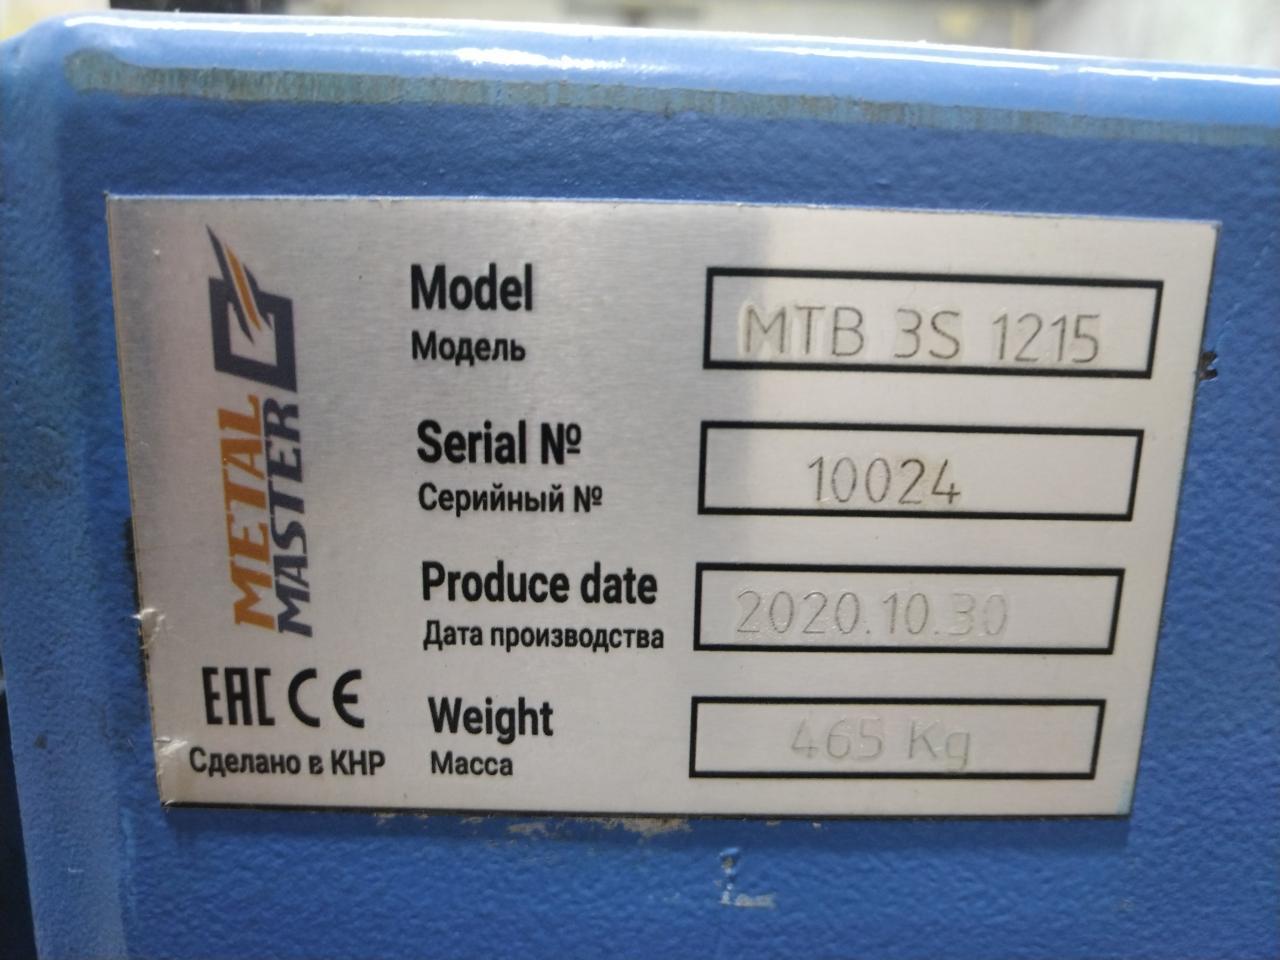 METAL
MASTER
Model
Модель
MTB 3S 1215
Serial №
Серийный №
10024
Produce date
Дата производства
2020.10.30
Weight
Масса
465 Kg
EAC CE
Сделано в КНР